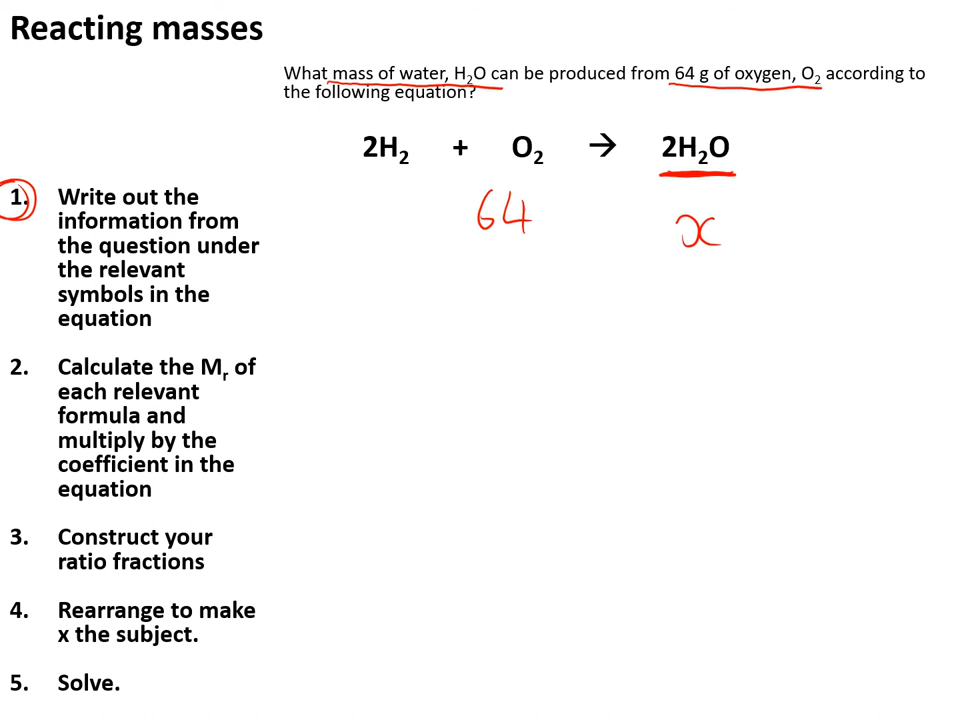 Reacting masses
What mass of water, H₂O can be produced from 64 g of oxygen, O₂ according to
the following equation?
2H₂ + O₂ → 2H₂O
64 x
1. Write out the
information from
the question under
the relevant
symbols in the
equation
2. Calculate the Mᵣ of
each relevant
formula and
multiply by the
coefficient in the
equation
3. Construct your
ratio fractions
4. Rearrange to make
x the subject.
5. Solve.